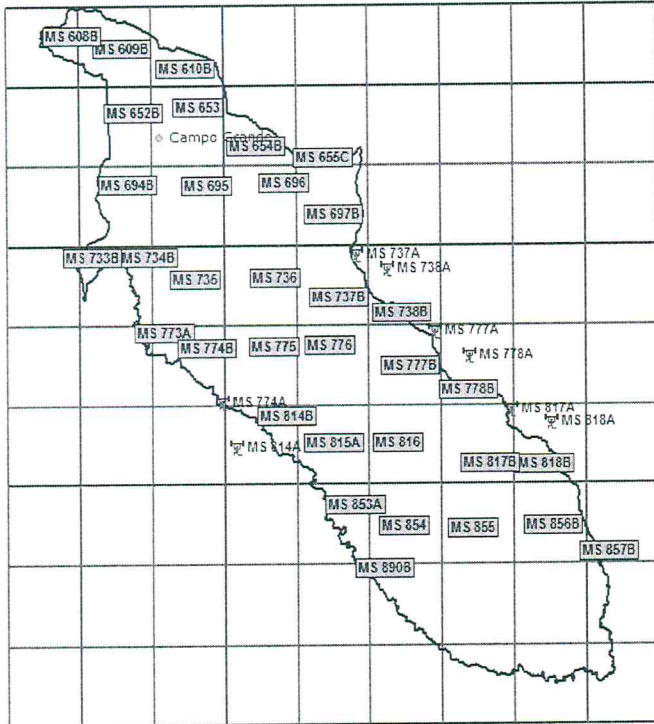 MS 608B
MS 609B
MS 610B
MS 652B
MS 653
Campo Grande
MS 654B
MS 655C
MS 694B
MS 695
MS 696
MS 697B
MS 733B
MS 734B
MS 737A
MS 738A
MS 735
MS 736
MS 737B
MS 738B
MS 773A
MS 774B
MS 775
MS 776
MS 777A
MS 778A
MS 777B
MS 778B
MS 774A
MS 814B
MS 817A
MS 818A
MS 814A
MS 815A
MS 816
MS 817B
MS 818B
MS 853A
MS 854
MS 855
MS 856B
MS 857B
MS 890B